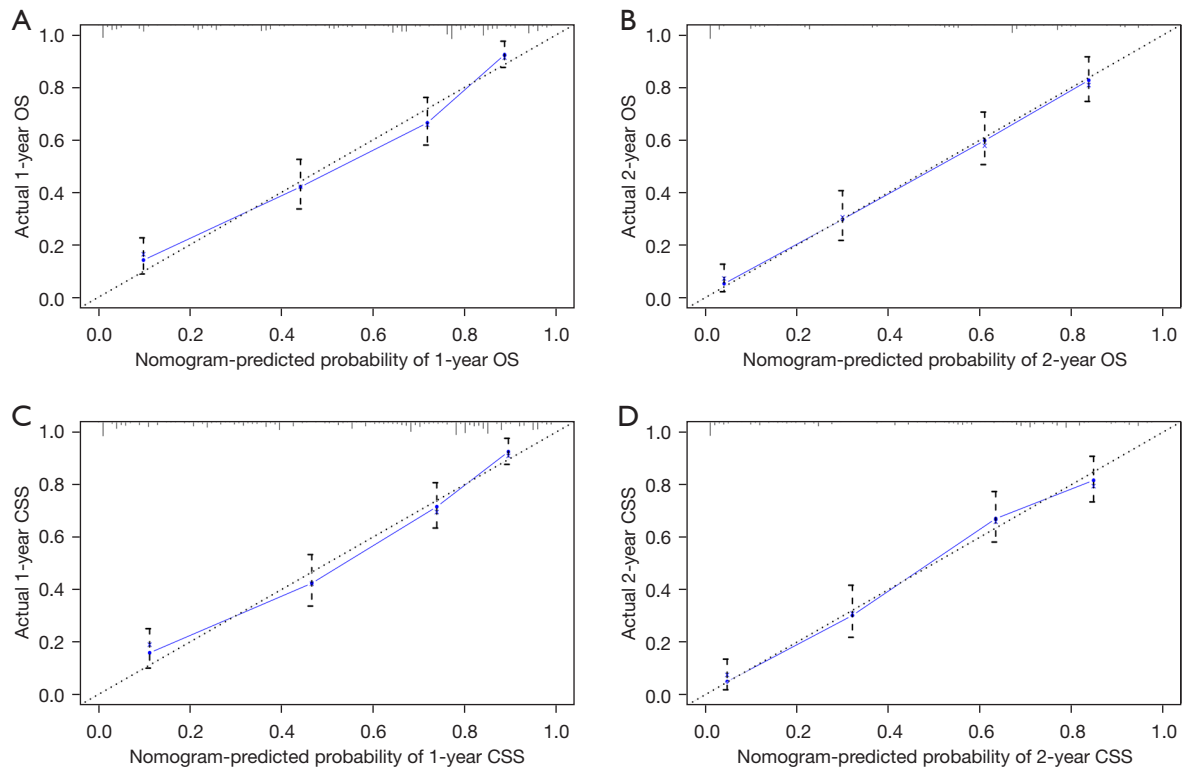 A
Actual 1-year OS
1.0
0.8
0.6
0.4
0.2
0.0
0.0 0.2 0.4 0.6 0.8 1.0
Nomogram-predicted probability of 1-year OS
B
Actual 2-year OS
1.0
0.8
0.6
0.4
0.2
0.0
0.0 0.2 0.4 0.6 0.8 1.0
Nomogram-predicted probability of 2-year OS
C
Actual 1-year CSS
1.0
0.8
0.6
0.4
0.2
0.0
0.0 0.2 0.4 0.6 0.8 1.0
Nomogram-predicted probability of 1-year CSS
D
Actual 2-year CSS
1.0
0.8
0.6
0.4
0.2
0.0
0.0 0.2 0.4 0.6 0.8 1.0
Nomogram-predicted probability of 2-year CSS